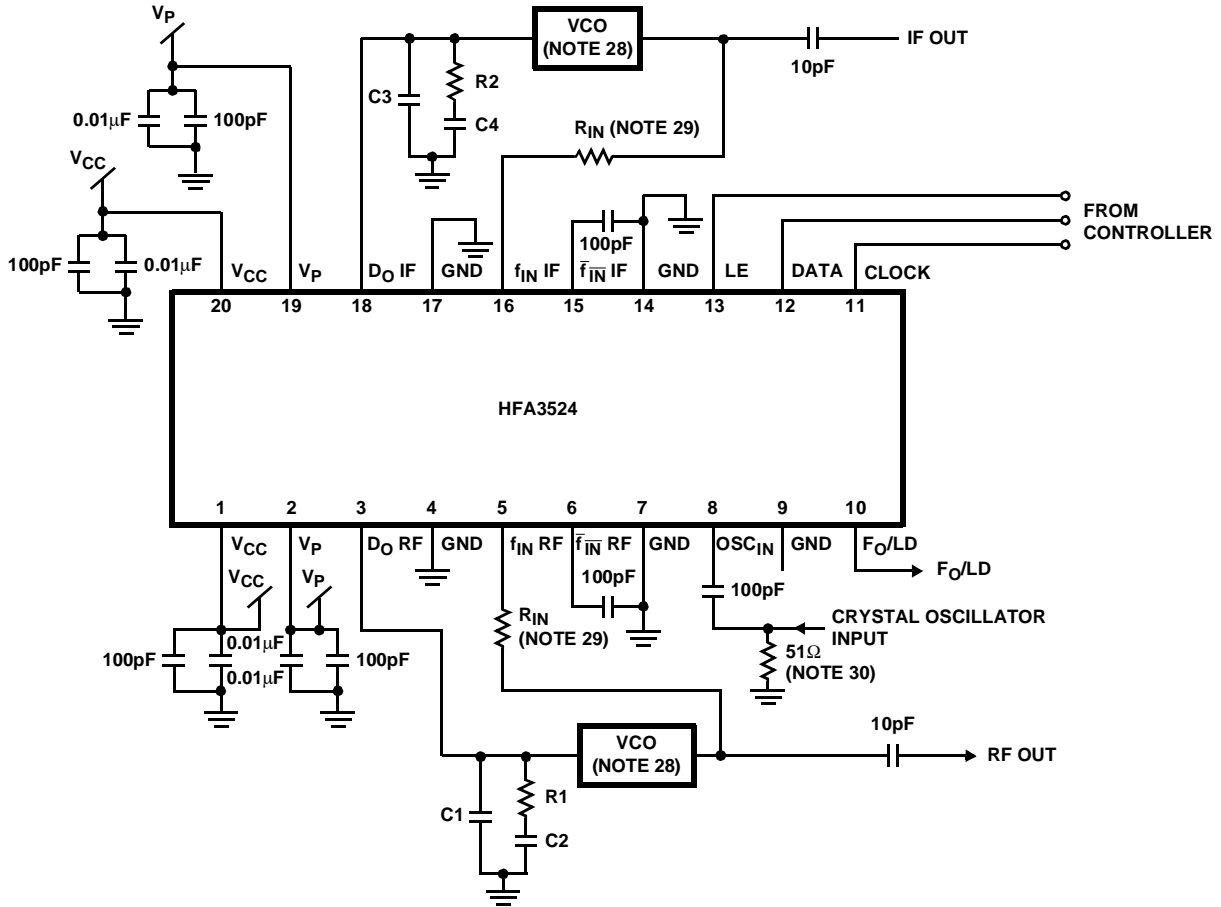 VP
VCO
(NOTE 28)
IF OUT
10pF
R2
C3
C4
0.01μF
100pF
RIN (NOTE 29)
VCC
FROM
CONTROLLER
100pF
100pF
0.01μF
VCC
VP
DO IF
GND
fIN IF
f̅IN̅ IF
GND
LE
DATA
CLOCK
20
19
18
17
16
15
14
13
12
11
HFA3524
1
2
3
4
5
6
7
8
9
10
VCC
VP
DO RF
GND
fIN RF
f̅IN̅ RF
GND
OSCIN
GND
FO/LD
VCC
VP
FO/LD
100pF
100pF
RIN
(NOTE 29)
CRYSTAL OSCILLATOR
INPUT
0.01μF
100pF
100pF
0.01μF
51Ω
(NOTE 30)
10pF
VCO
(NOTE 28)
RF OUT
R1
C1
C2